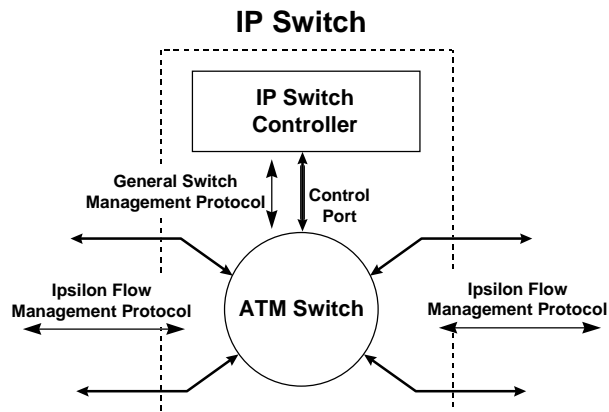 IP Switch
IP Switch
Controller
General Switch
Management Protocol
Control
Port
Ipsilon Flow
Management Protocol
ATM Switch
Ipsilon Flow
Management Protocol